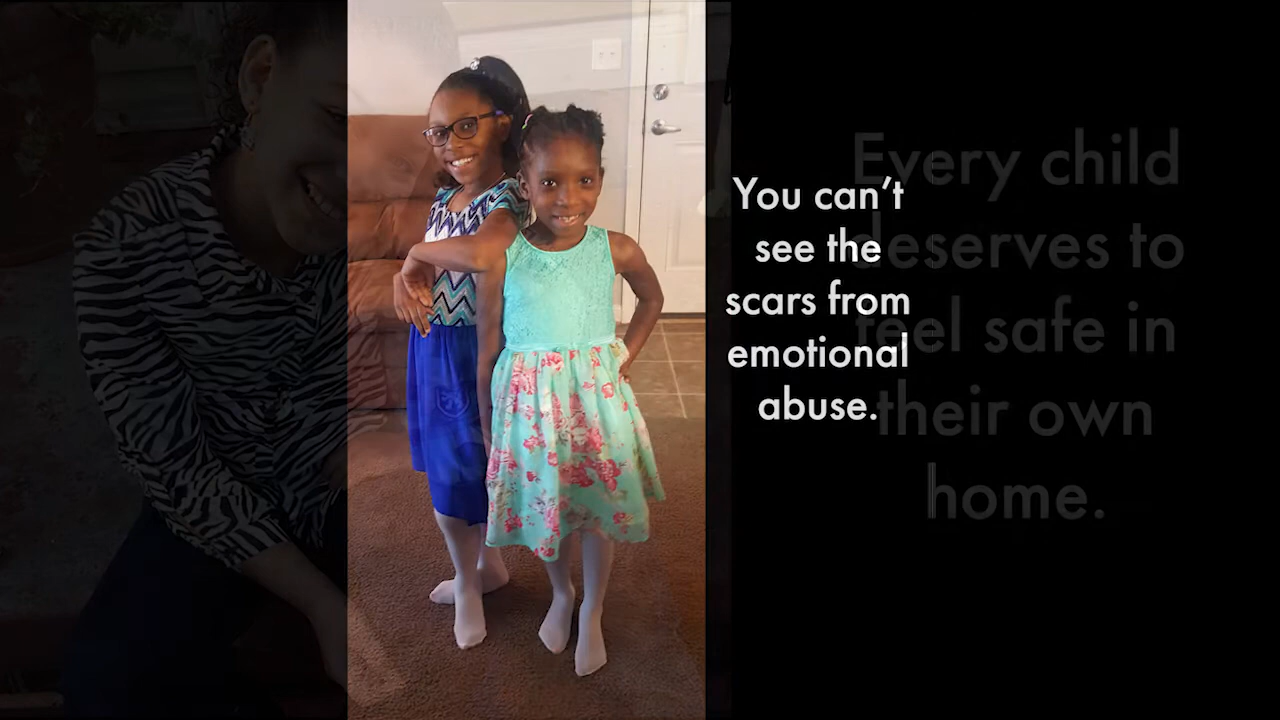 You can’t
see the
scars from
emotional
abuse.
Every child
deserves to
feel safe in
their own
home.